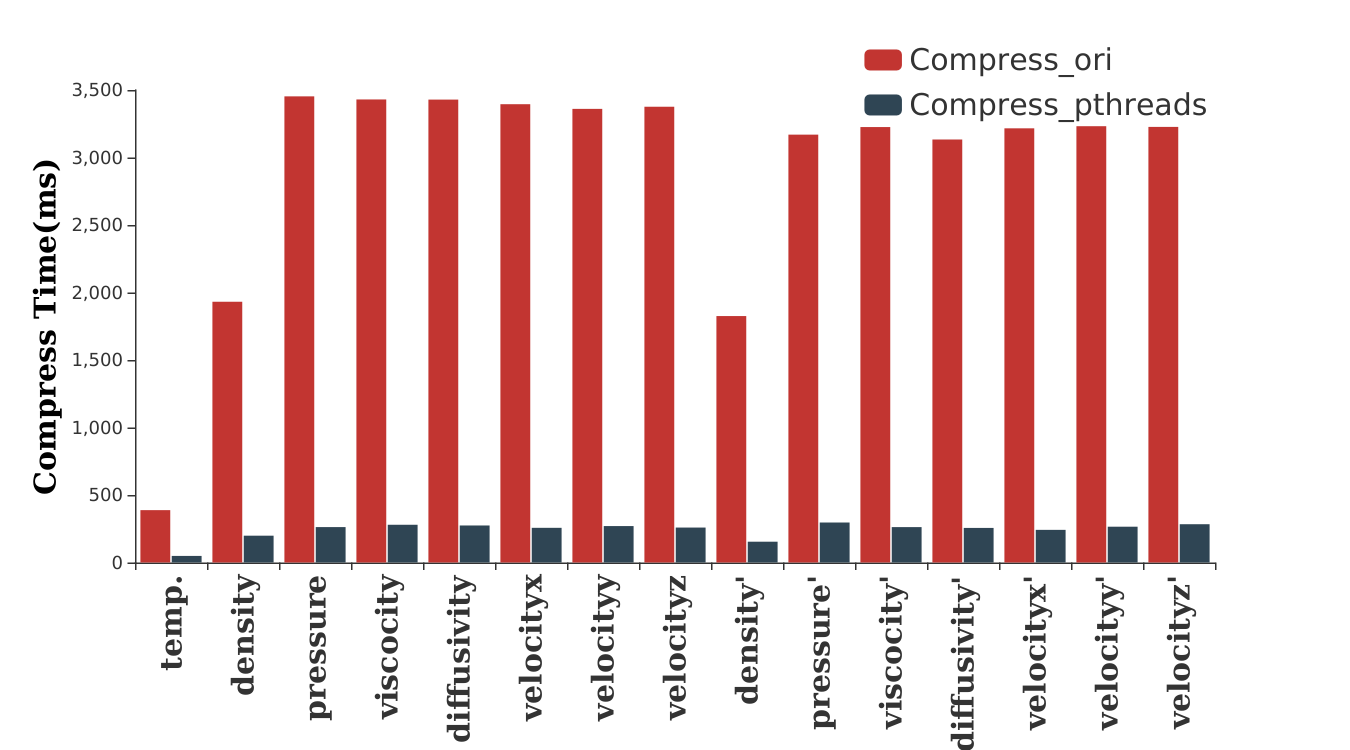 Compress_ori
Compress_pthreads
Compress Time(ms)
3,500
3,000
2,500
2,000
1,500
1,000
500
0
temp.
density
pressure
viscocity
diffusivity
velocityx
velocityy
velocityz
density'
pressure'
viscocity'
diffusivity'
velocityx'
velocityy'
velocityz'